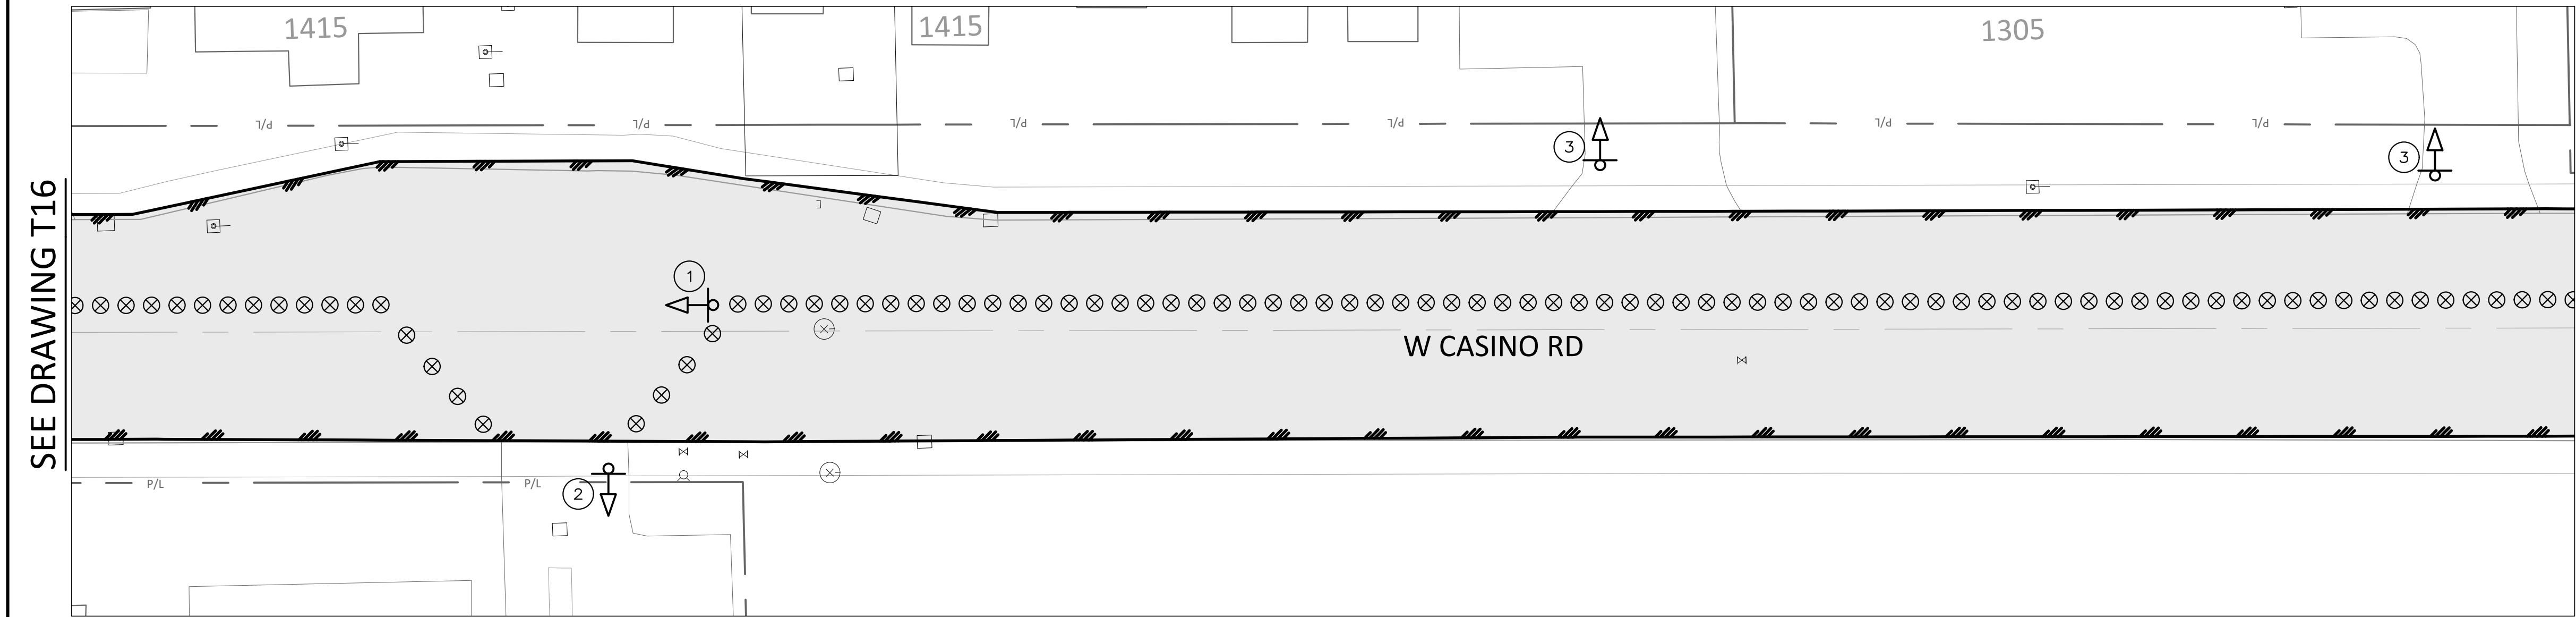 1415
1415
1305
P/L
P/L
P/L
P/L
P/L
P/L
3
3
SEE DRAWING T16
1
W CASINO RD
P/L
P/L
2